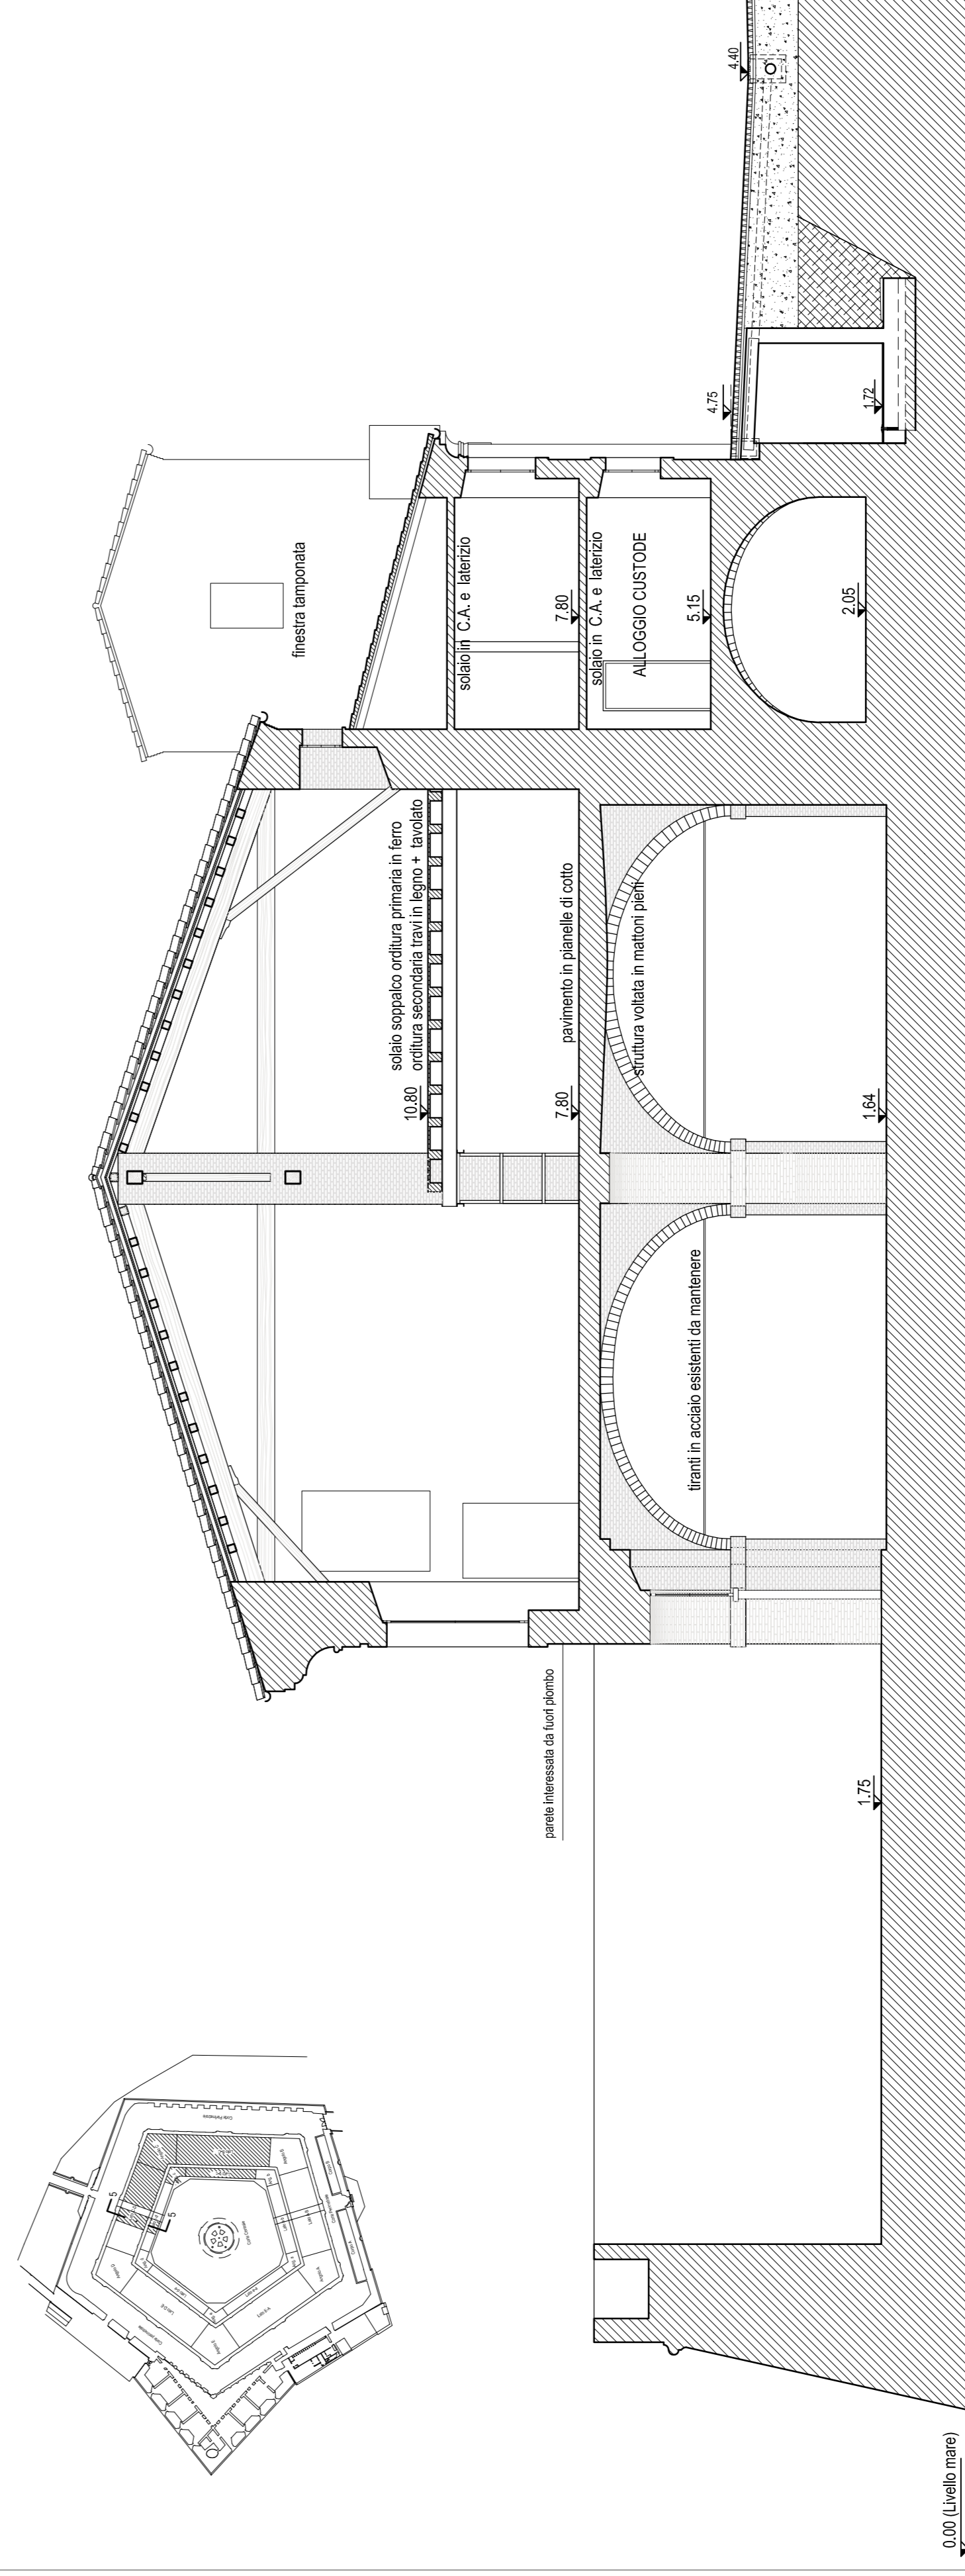 4.40
4.75
1.72
finestra tamponata
solaio in C.A. e laterizio
7.80
solaio in C.A. e laterizio
ALLOGGIO CUSTODE
5.15
2.05
solaio soppalco orditura primaria in ferro
orditura secondaria travi in legno + tavolato
10.80
pavimento in pianelle di cotto
7.80
struttura voltata in mattoni pieni
1.64
tiranti in acciaio esistenti da mantenere
parete interessata da fuori piombo
1.75
5
5
0.00 (Livello mare)